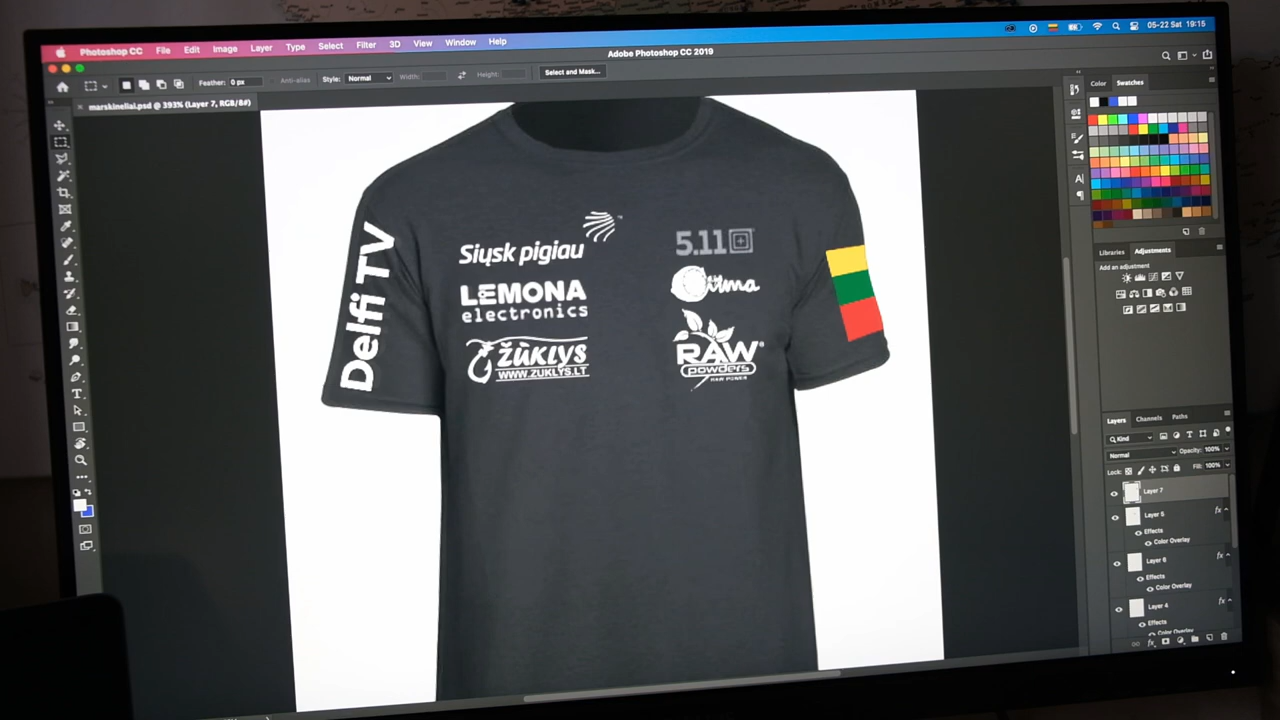 Photoshop CC File Edit Image Layer Type Select Filter 3D View Window Help 05-22 Sat 19:15
Adobe Photoshop CC 2019
Feather: 0 px Anti-alias Style: Normal Width: Height: Select and Mask...
marskineliai.psd @ 393% (Layer 7, RGB/8#)
Color Swatches
Delfi TV
Siųsk pigiau
LEMONA
electronics
ŽŪKLYS
WWW.ZUKLYS.LT
5.11
RAW
powders
RAW POWER
Libraries Adjustments
Add an adjustment
Layers Channels Paths
Kind
Normal Opacity: 100%
Lock: Fill: 100%
Layer 7
Layer 5
Effects
Color Overlay
Layer 6
Effects
Color Overlay
Layer 4
Effects
Color Overlay